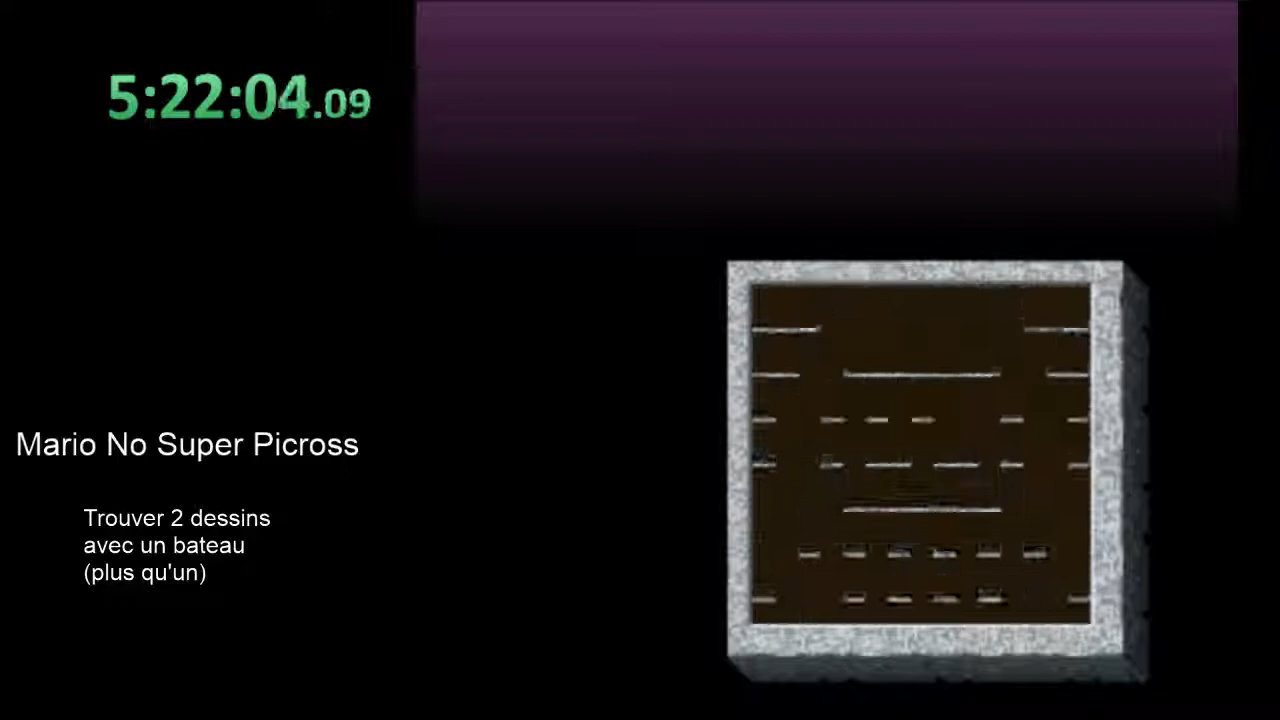 5:22:04.09
Mario No Super Picross
Trouver 2 dessins
avec un bateau
(plus qu'un)